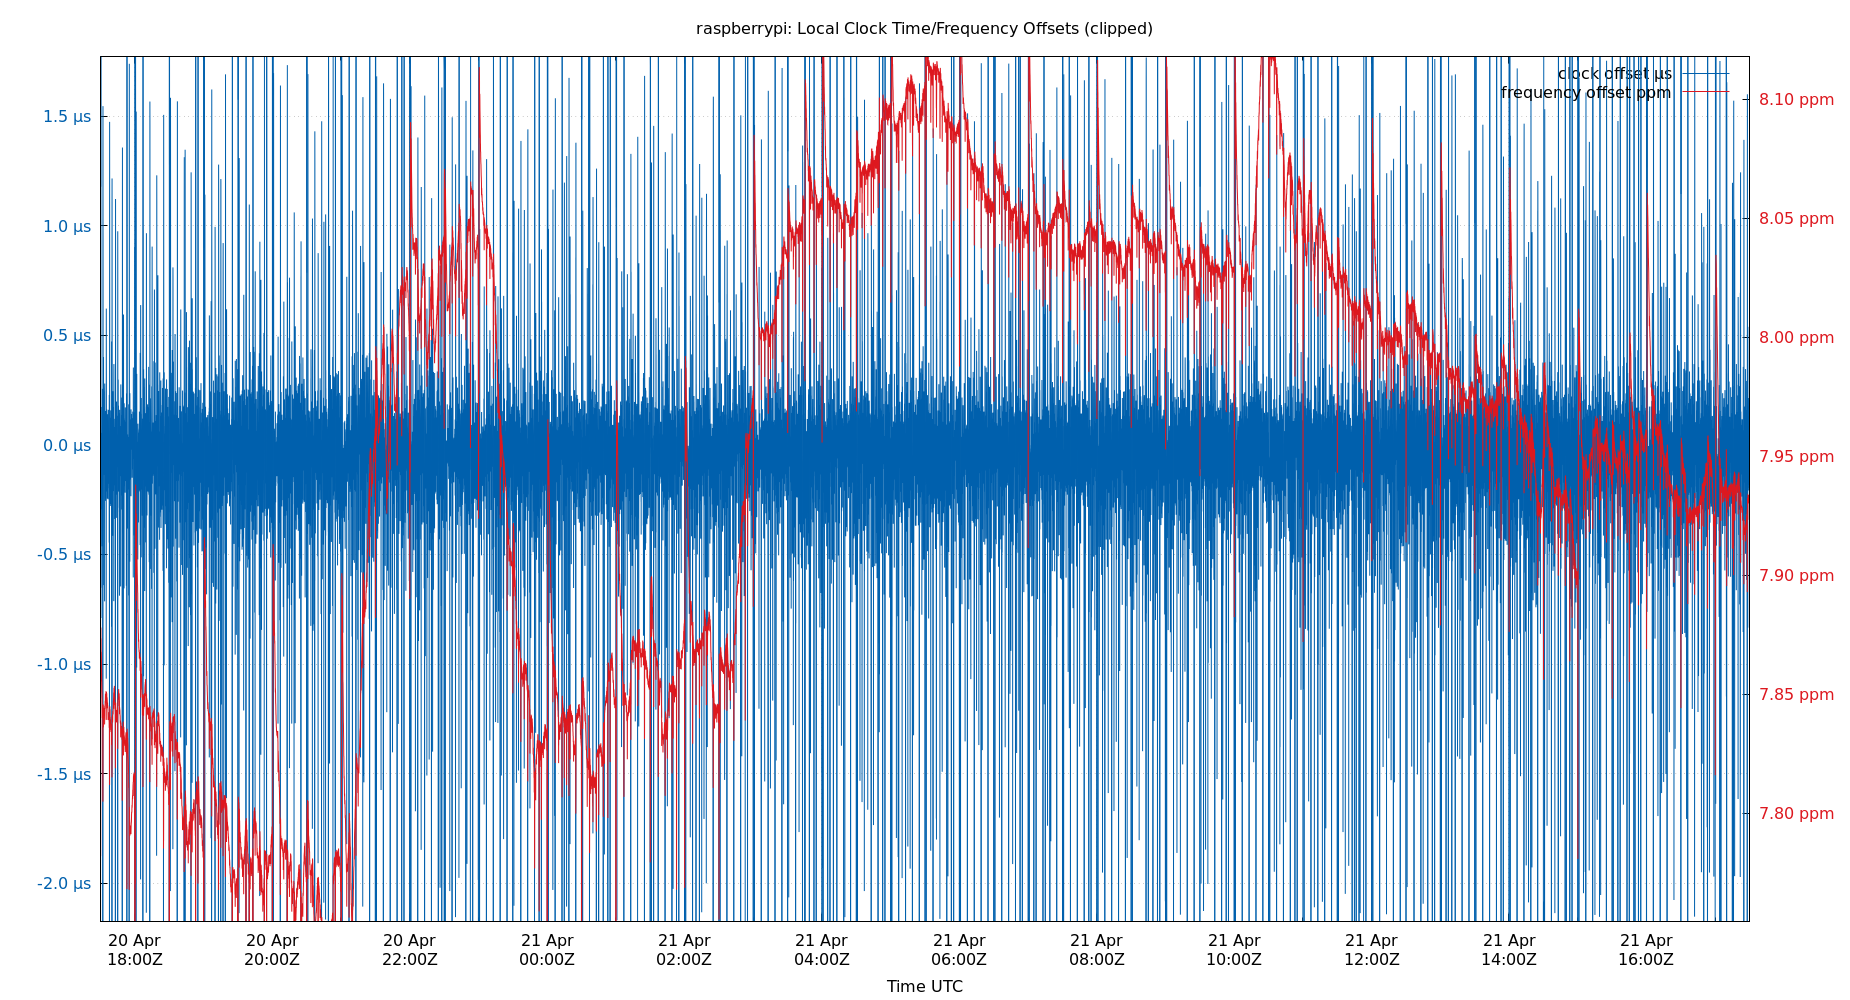 raspberrypi: Local Clock Time/Frequency Offsets (clipped)
clock offset µs
frequency offset ppm
1.5 µs
1.0 µs
0.5 µs
0.0 µs
-0.5 µs
-1.0 µs
-1.5 µs
-2.0 µs
8.10 ppm
8.05 ppm
8.00 ppm
7.95 ppm
7.90 ppm
7.85 ppm
7.80 ppm
20 Apr 20 Apr 20 Apr 21 Apr 21 Apr 21 Apr 21 Apr 21 Apr 21 Apr 21 Apr 21 Apr 21 Apr
18:00Z 20:00Z 22:00Z 00:00Z 02:00Z 04:00Z 06:00Z 08:00Z 10:00Z 12:00Z 14:00Z 16:00Z
Time UTC